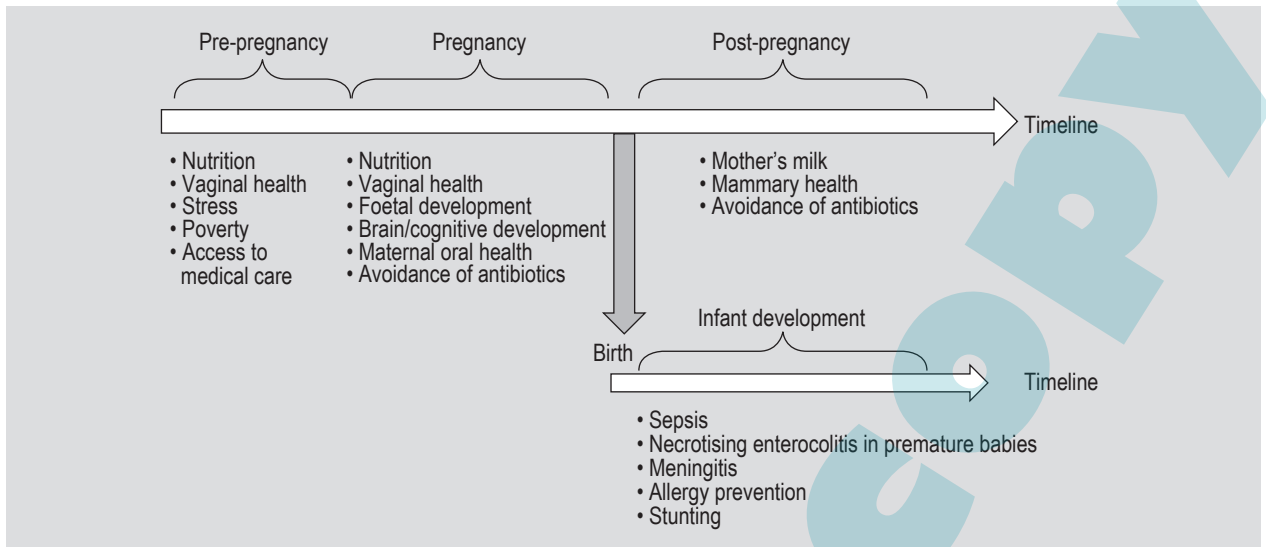 Pre-pregnancy
Pregnancy
Post-pregnancy
Timeline
• Nutrition
• Vaginal health
• Stress
• Poverty
• Access to
medical care
• Nutrition
• Vaginal health
• Foetal development
• Brain/cognitive development
• Maternal oral health
• Avoidance of antibiotics
• Mother's milk
• Mammary health
• Avoidance of antibiotics
Birth
Infant development
Timeline
• Sepsis
• Necrotising enterocolitis in premature babies
• Meningitis
• Allergy prevention
• Stunting
copy